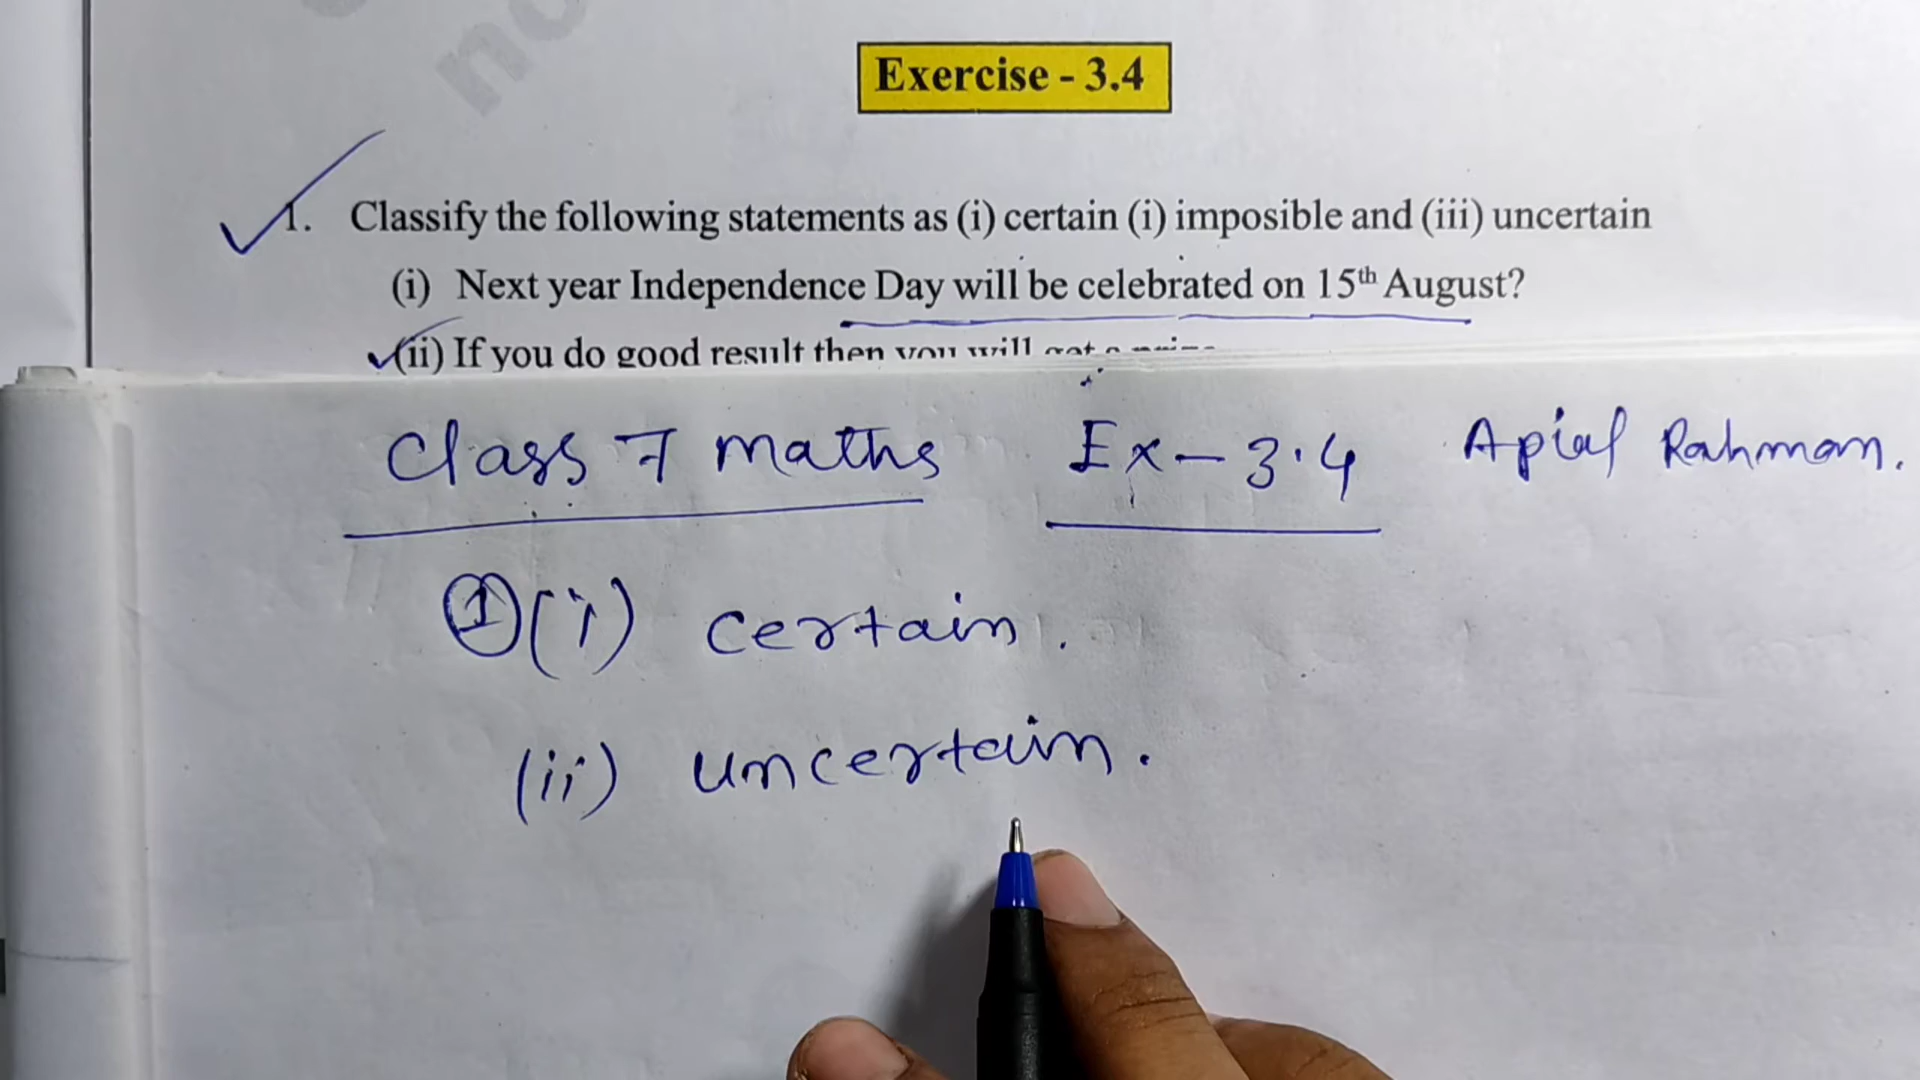 no
Exercise - 3.4
1. Classify the following statements as (i) certain (i) imposible and (iii) uncertain
(i) Next year Independence Day will be celebrated on 15th August?
(ii) If you do good result then you will get a
Class 7 maths Ex - 3.4 Rahman.
① (i) certain.
(ii) uncertain.